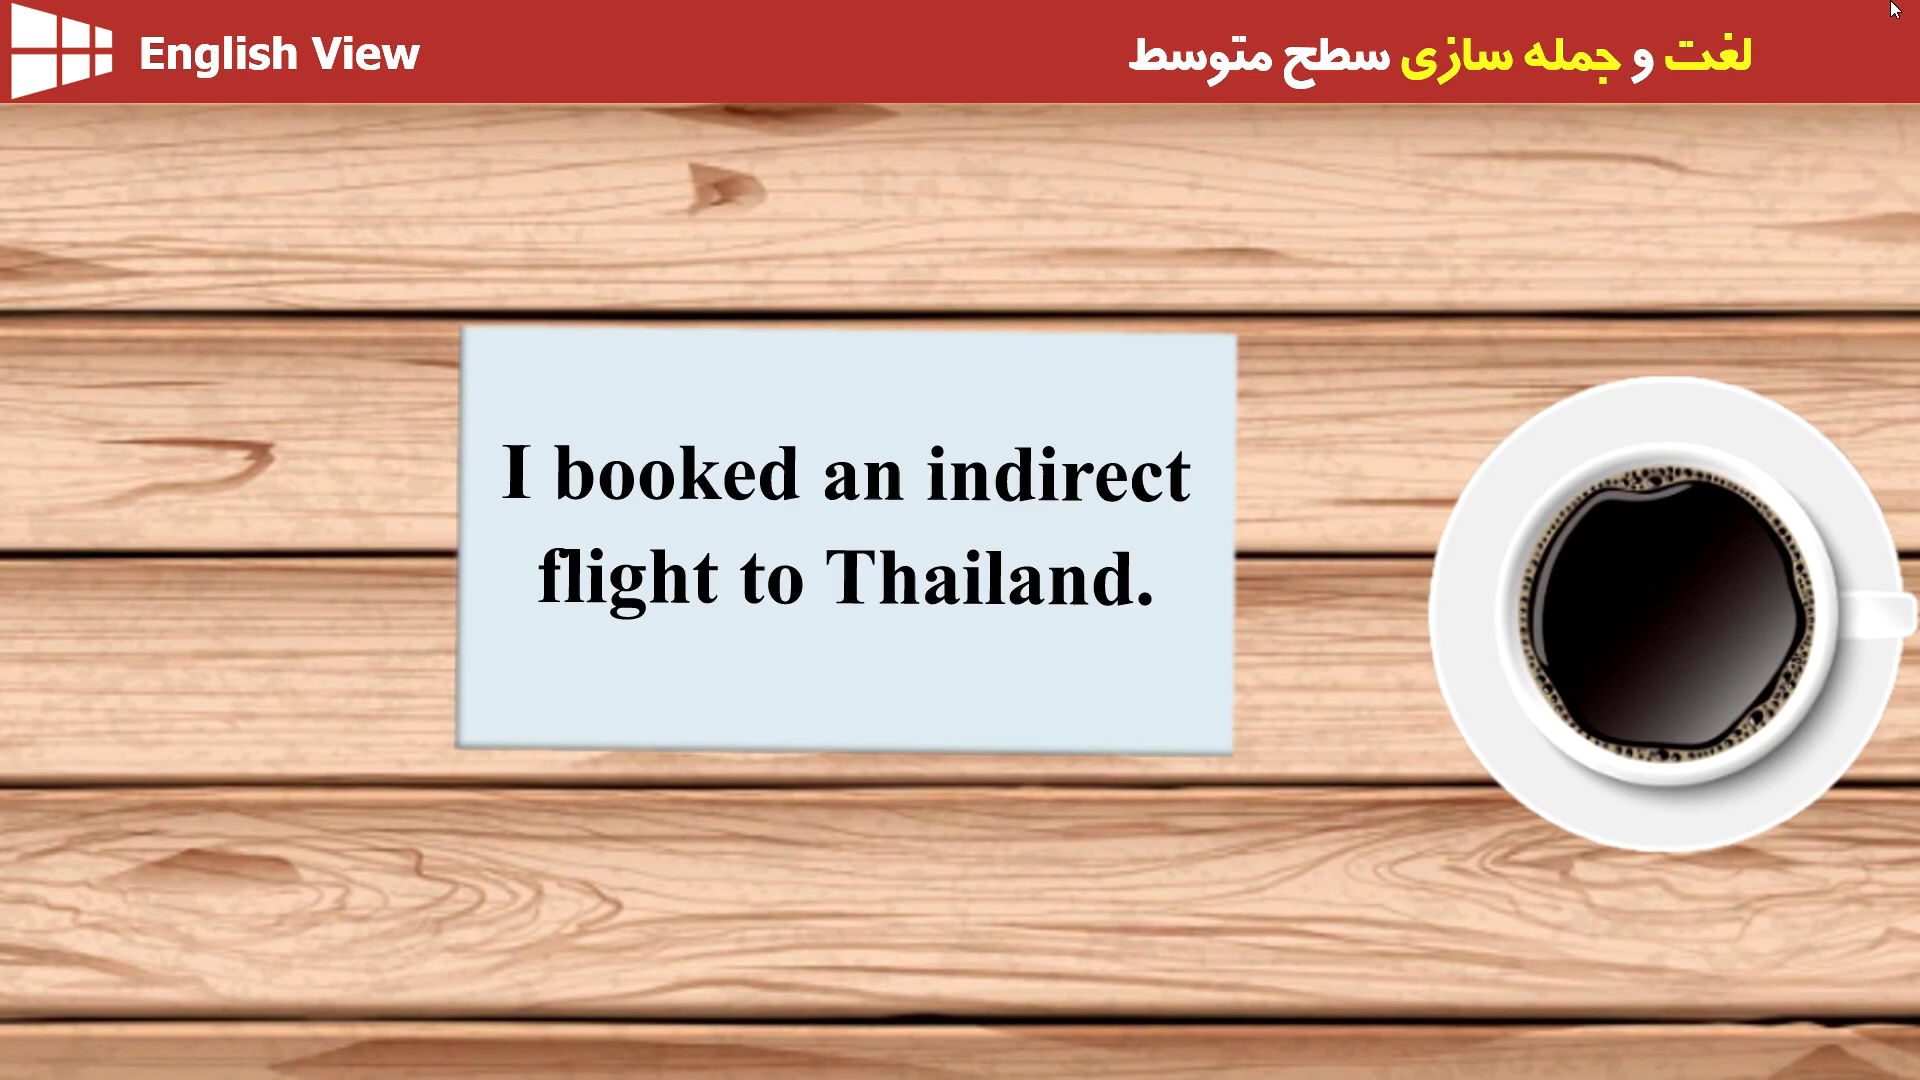 English View
لغت و جمله سازی سطح متوسط
I booked an indirect
flight to Thailand.